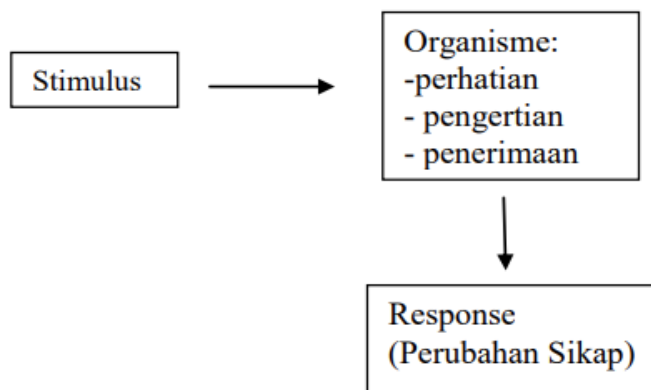 Stimulus
Organisme:
-perhatian
- pengertian
- penerimaan
Response
(Perubahan Sikap)